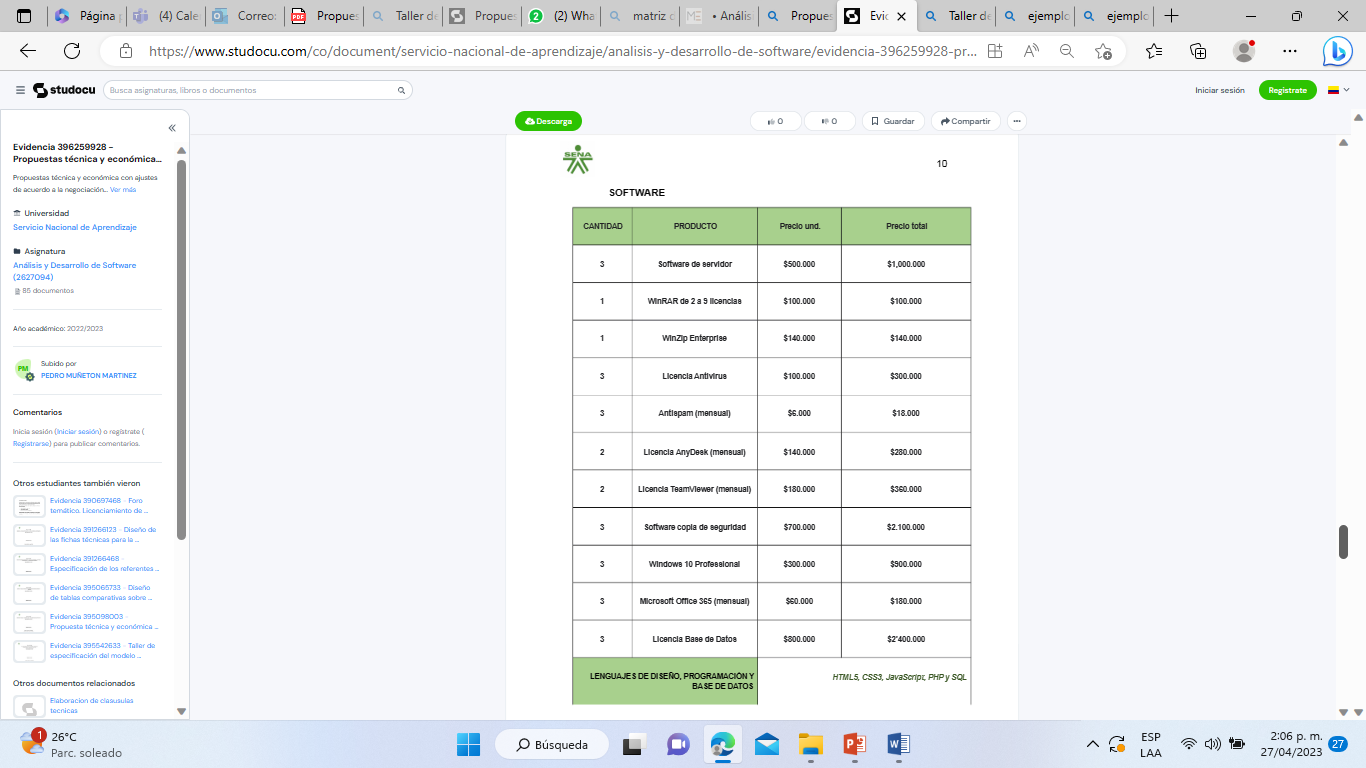 Página p
(4) Cale
Correo:
Propues
Taller de
Propues
(2) Wha
matriz d
• Anális
Propues
Evid
Taller de
ejemplo
ejemplo
https://www.studocu.com/co/document/servicio-nacional-de-aprendizaje/analisis-y-desarrollo-de-software/evidencia-396259928-pr...
studocu
Busca asignaturas, libros o documentos
Iniciar sesión
Regístrate
Descarga
0
0
Guardar
Compartir
Evidencia 396259928 -
Propuestas técnica y económica...
Propuestas técnica y económica con ajustes
de acuerdo a la negociación... Ver más
Universidad
Servicio Nacional de Aprendizaje
Asignatura
Análisis y Desarrollo de Software
(2627094)
85 documentos
Año académico: 2022/2023
PM
Subido por
PEDRO MUÑETON MARTINEZ
Comentarios
Inicia sesión (Iniciar sesión) o regístrate (
Registrarse) para publicar comentarios.
Otros estudiantes también vieron
Evidencia 390697468 - Foro
temático. Licenciamiento de ...
Evidencia 391266123 - Diseño de
las fichas técnicas para la ...
Evidencia 391266468 -
Especificación de los referentes ...
Evidencia 395065733 - Diseño
de tablas comparativas sobre ...
Evidencia 395098003 -
Propuesta técnica y económica ...
Evidencia 395542633 - Taller de
especificación del modelo ...
Otros documentos relacionados
Elaboracion de clasusulas
tecnicas
SENA
10
SOFTWARE
CANTIDAD PRODUCTO Precio und. Precio total
3 Software de servidor $500.000 $1,000.000
1 WinRAR de 2 a 9 licencias $100.000 $100.000
1 WinZip Enterprise $140.000 $140.000
3 Licencia Antivirus $100.000 $300.000
3 Antispam (mensual) $6.000 $18.000
2 Licencia AnyDesk (mensual) $140.000 $280.000
2 Licencia TeamViewer (mensual) $180.000 $360.000
3 Software copia de seguridad $700.000 $2.100.000
3 Windows 10 Professional $300.000 $900.000
3 Microsoft Office 365 (mensual) $60.000 $180.000
3 Licencia Base de Datos $800.000 $2'400.000
LENGUAJES DE DISEÑO, PROGRAMACIÓN Y
BASE DE DATOS
HTML5, CSS3, JavaScript, PHP y SQL
1
26°C
Parc. soleado
Búsqueda
ESP
LAA
2:06 p. m.
27/04/2023
27